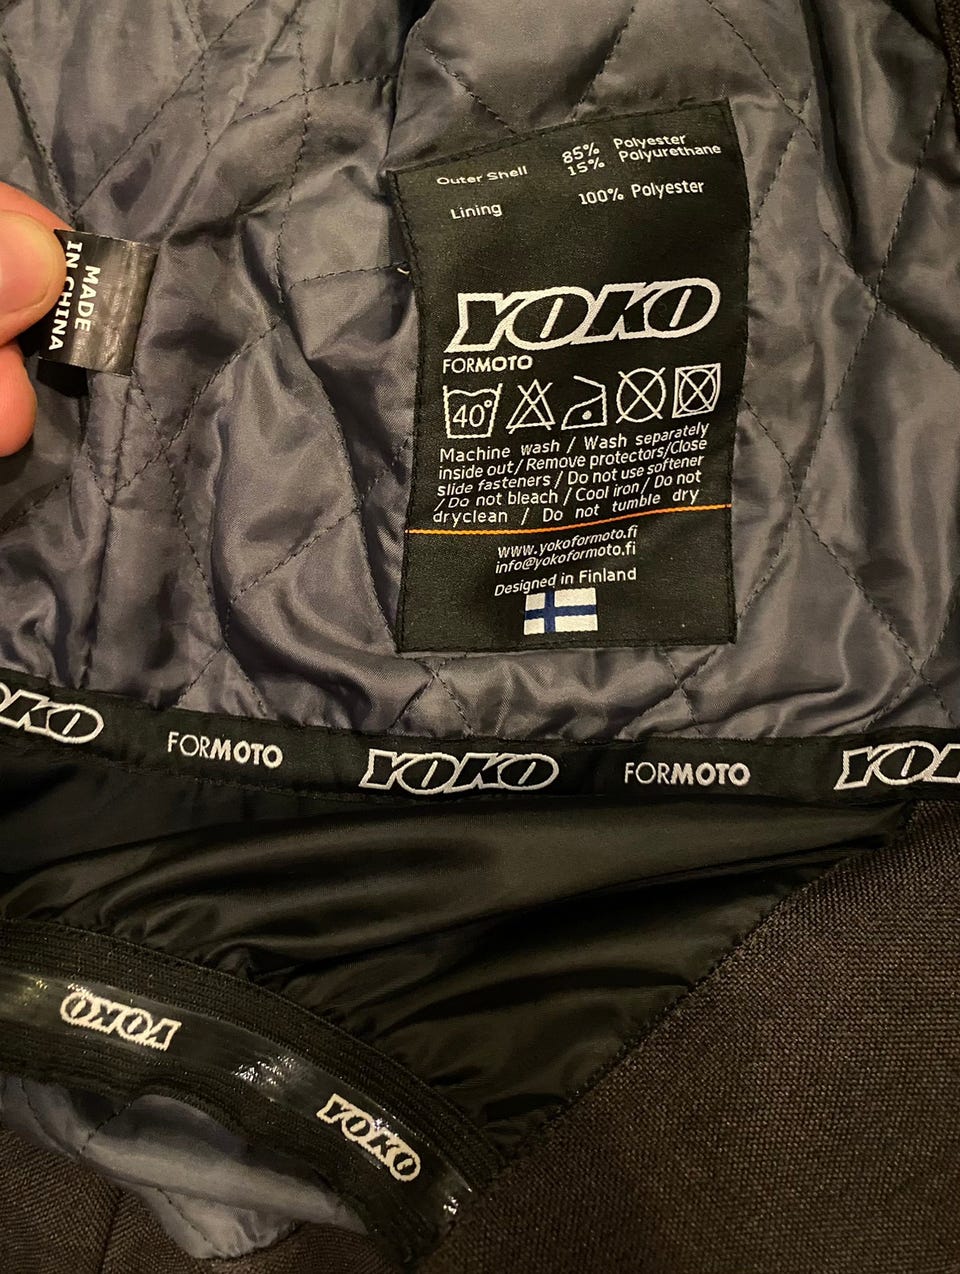 Outer Shell 85% Polyester
15% Polyurethane
Lining 100% Polyester
YOKO
FORMOTO
40°
Machine wash / Wash separately
inside out / Remove protectors/Close
slide fasteners / Do not use softener
/ Do not bleach / Cool iron / Do not
dryclean / Do not tumble dry
www.yokoformoto.fi
info@yokoformoto.fi
Designed in Finland
MADE
IN CHINA
OKO FORMOTO YOKO FORMOTO YOK
YOKO YOKO